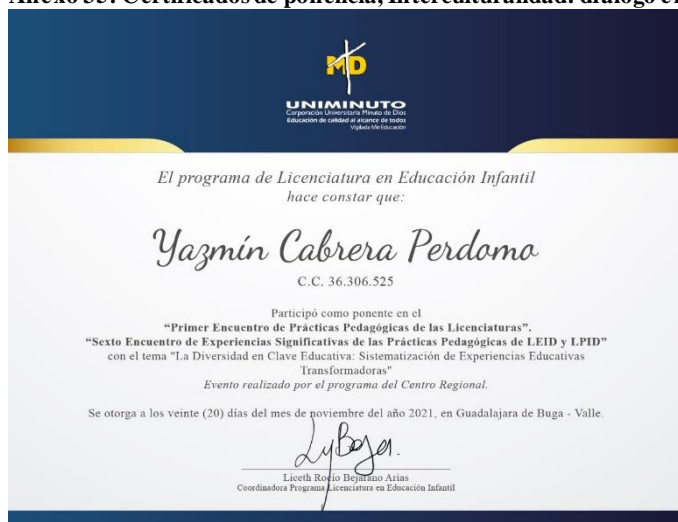 Anexo 35. Certificados de ponencia, Interculturalidad: diálogo
MD
UNIMINUTO
Corporación Universitaria Minuto de Dios
Educación de calidad al alcance de todos
Vigilada MinEducación
El programa de Licenciatura en Educación Infantil
hace constar que:
Yazmín Cabrera Perdomo
C.C. 36.306.525
Participó como ponente en el
“Primer Encuentro de Prácticas Pedagógicas de las Licenciaturas”.
“Sexto Encuentro de Experiencias Significativas de las Prácticas Pedagógicas de LEID y LPID”
con el tema "La Diversidad en Clave Educativa: Sistematización de Experiencias Educativas
Transformadoras"
Evento realizado por el programa del Centro Regional.
Se otorga a los veinte (20) días del mes de noviembre del año 2021, en Guadalajara de Buga - Valle.
Liceth Rocío Bejarano Arias
Coordinadora Programa Licenciatura en Educación Infantil